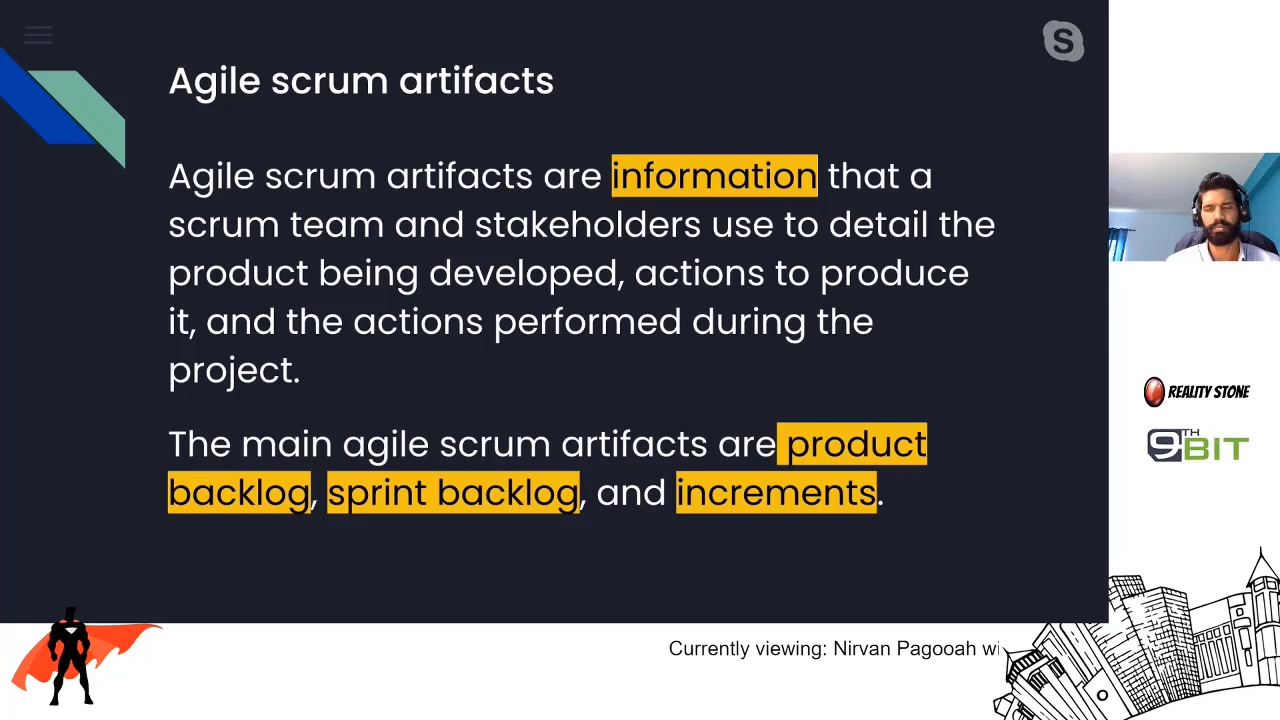 S
Agile scrum artifacts
Agile scrum artifacts are information that a
scrum team and stakeholders use to detail the
product being developed, actions to produce
it, and the actions performed during the
project.
The main agile scrum artifacts are product
backlog, sprint backlog, and increments.
REALITY STONE
9TH BIT
Currently viewing: Nirvan Pagooah wi